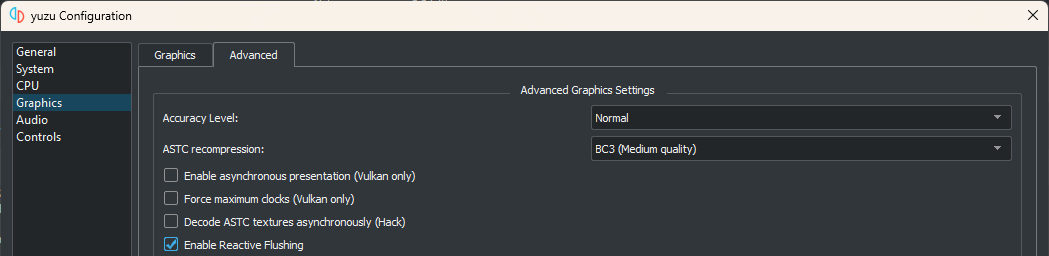 yuzu Configuration
General
System
CPU
Graphics
Audio
Controls
Graphics
Advanced
Advanced Graphics Settings
Accuracy Level:
Normal
ASTC recompression:
BC3 (Medium quality)
Enable asynchronous presentation (Vulkan only)
Force maximum clocks (Vulkan only)
Decode ASTC textures asynchronously (Hack)
Enable Reactive Flushing